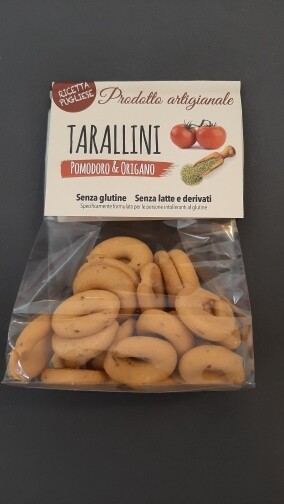 RICETTA
PUGLIESE
Prodotto artigianale
TARALLINI
POMODORO & ORIGANO
Senza glutine Senza latte e derivati
Specificamente formulato per le persone intolleranti al glutine